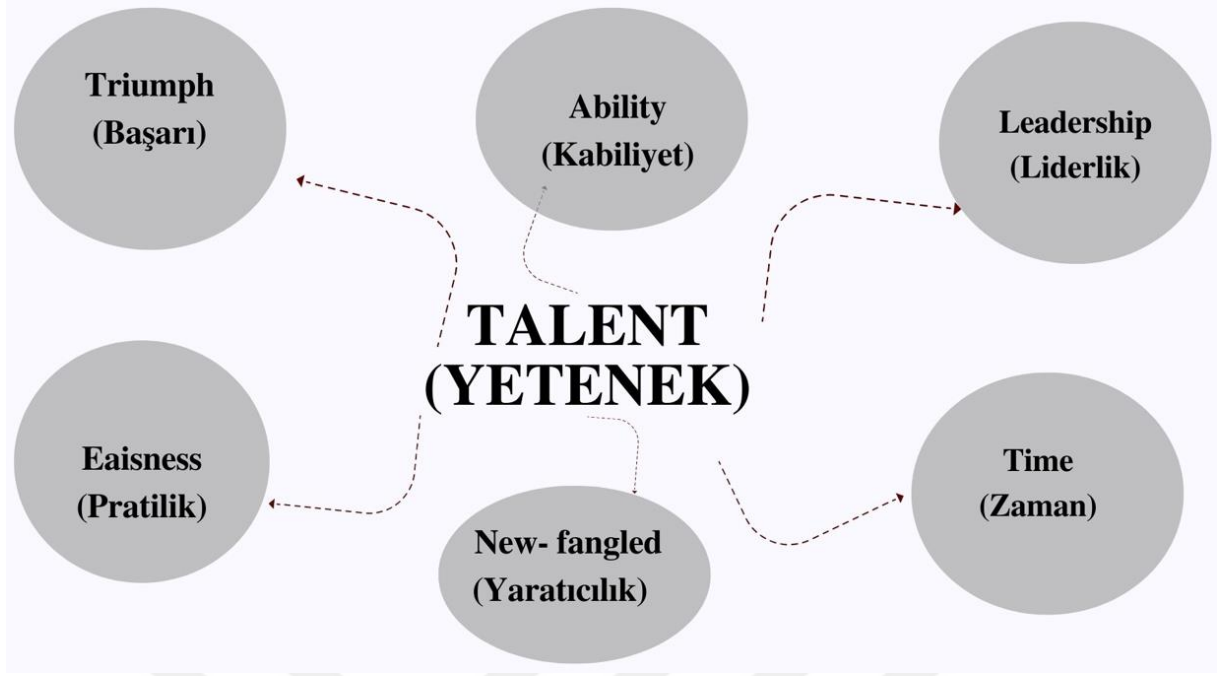 Triumph
(Başarı)
Ability
(Kabiliyet)
Leadership
(Liderlik)
TALENT
(YETENEK)
Eaisness
(Pratilik)
New- fangled
(Yaratıcılık)
Time
(Zaman)